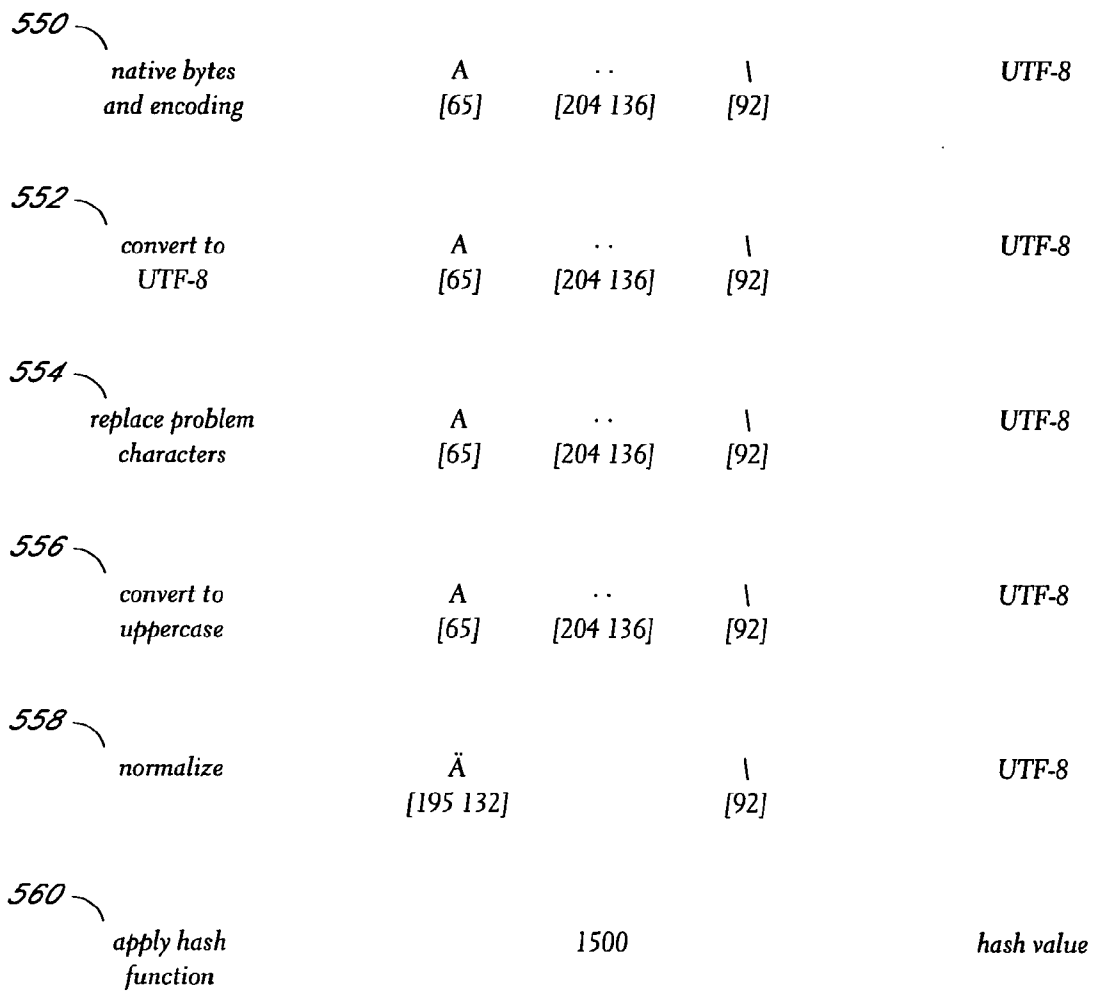 550
native bytes A ¨ \ UTF-8
and encoding [65] [204 136] [92]
552
convert to A ¨ \ UTF-8
UTF-8 [65] [204 136] [92]
554
replace problem A ¨ \ UTF-8
characters [65] [204 136] [92]
556
convert to A ¨ \ UTF-8
uppercase [65] [204 136] [92]
558
normalize Ä \ UTF-8
[195 132] [92]
560
apply hash 1500 hash value
function